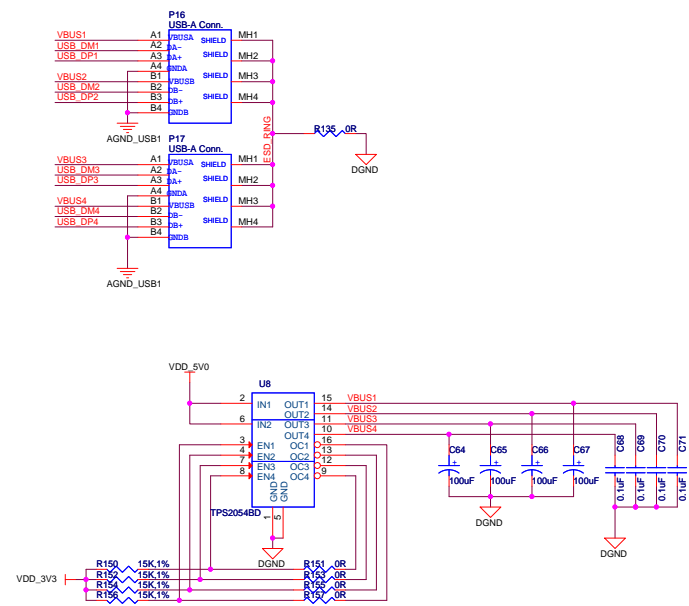 P16
USB-A Conn.
VBUS1 A1 VBUSA SHIELD MH1
USB_DM1 A2 DA-
USB_DP1 A3 DA+ SHIELD MH2
A4 GNDA
VBUS2 B1 VBUSB SHIELD MH3
USB_DM2 B2 DB-
USB_DP2 B3 DB+ SHIELD MH4
B4 GNDB
AGND_USB1
ESD_RING
R135 0R
DGND
P17
USB-A Conn.
VBUS3 A1 VBUSA SHIELD MH1
USB_DM3 A2 DA-
USB_DP3 A3 DA+ SHIELD MH2
A4 GNDA
VBUS4 B1 VBUSB SHIELD MH3
USB_DM4 B2 DB-
USB_DP4 B3 DB+ SHIELD MH4
B4 GNDB
AGND_USB1
VDD_5V0
U8
2 IN1 OUT1 15 VBUS1
OUT2 14 VBUS2
6 IN2 OUT3 11 VBUS3
OUT4 10 VBUS4
3 EN1 OC1 16
4 EN2 OC2 13
7 EN3 OC3 12
8 EN4 OC4 9
GND GND
TPS2054BD 1 5
DGND
C64 C65 C66 C67 C68 C69 C70 C71
+ + + +
100uF 100uF 100uF 100uF 0.1uF 0.1uF 0.1uF 0.1uF
DGND
DGND
VDD_3V3
R150 15K,1% R151 0R
R152 15K,1% R153 0R
R154 15K,1% R155 0R
R156 15K,1% R157 0R